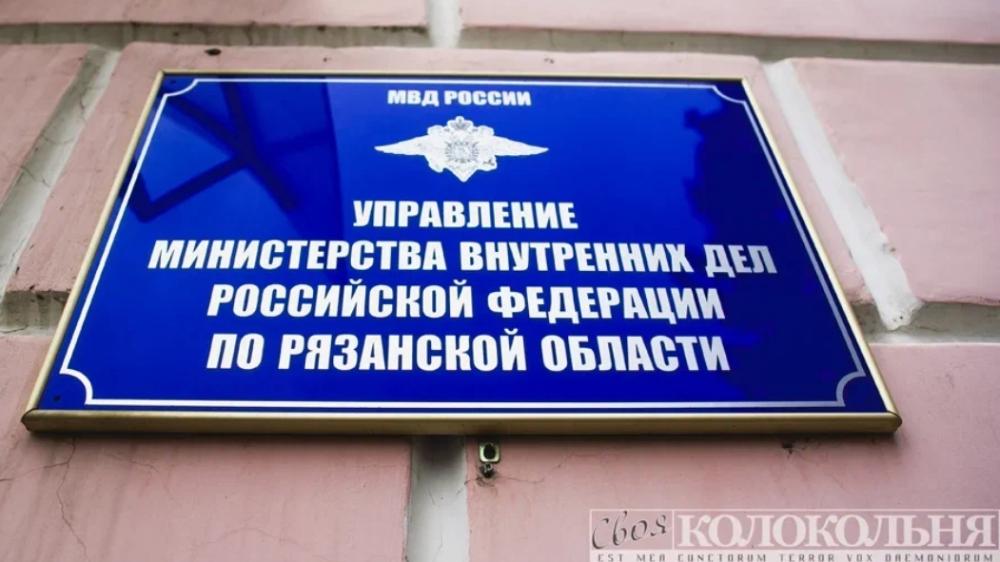 МВД РОССИИ
УПРАВЛЕНИЕ
МИНИСТЕРСТВА ВНУТРЕННИХ ДЕЛ
РОССИЙСКОЙ ФЕДЕРАЦИИ
ПО РЯЗАНСКОЙ ОБЛАСТИ
Своя КОЛОКОЛЬНЯ
EST MEA CUNCTORUM TERROR VOX DAEMONIORUM